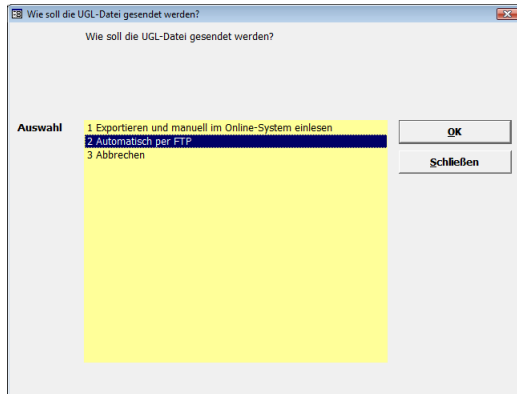 Wie soll die UGL-Datei gesendet werden?
Wie soll die UGL-Datei gesendet werden?
Auswahl
1 Exportieren und manuell im Online-System einlesen
2 Automatisch per FTP
3 Abbrechen
OK
Schließen